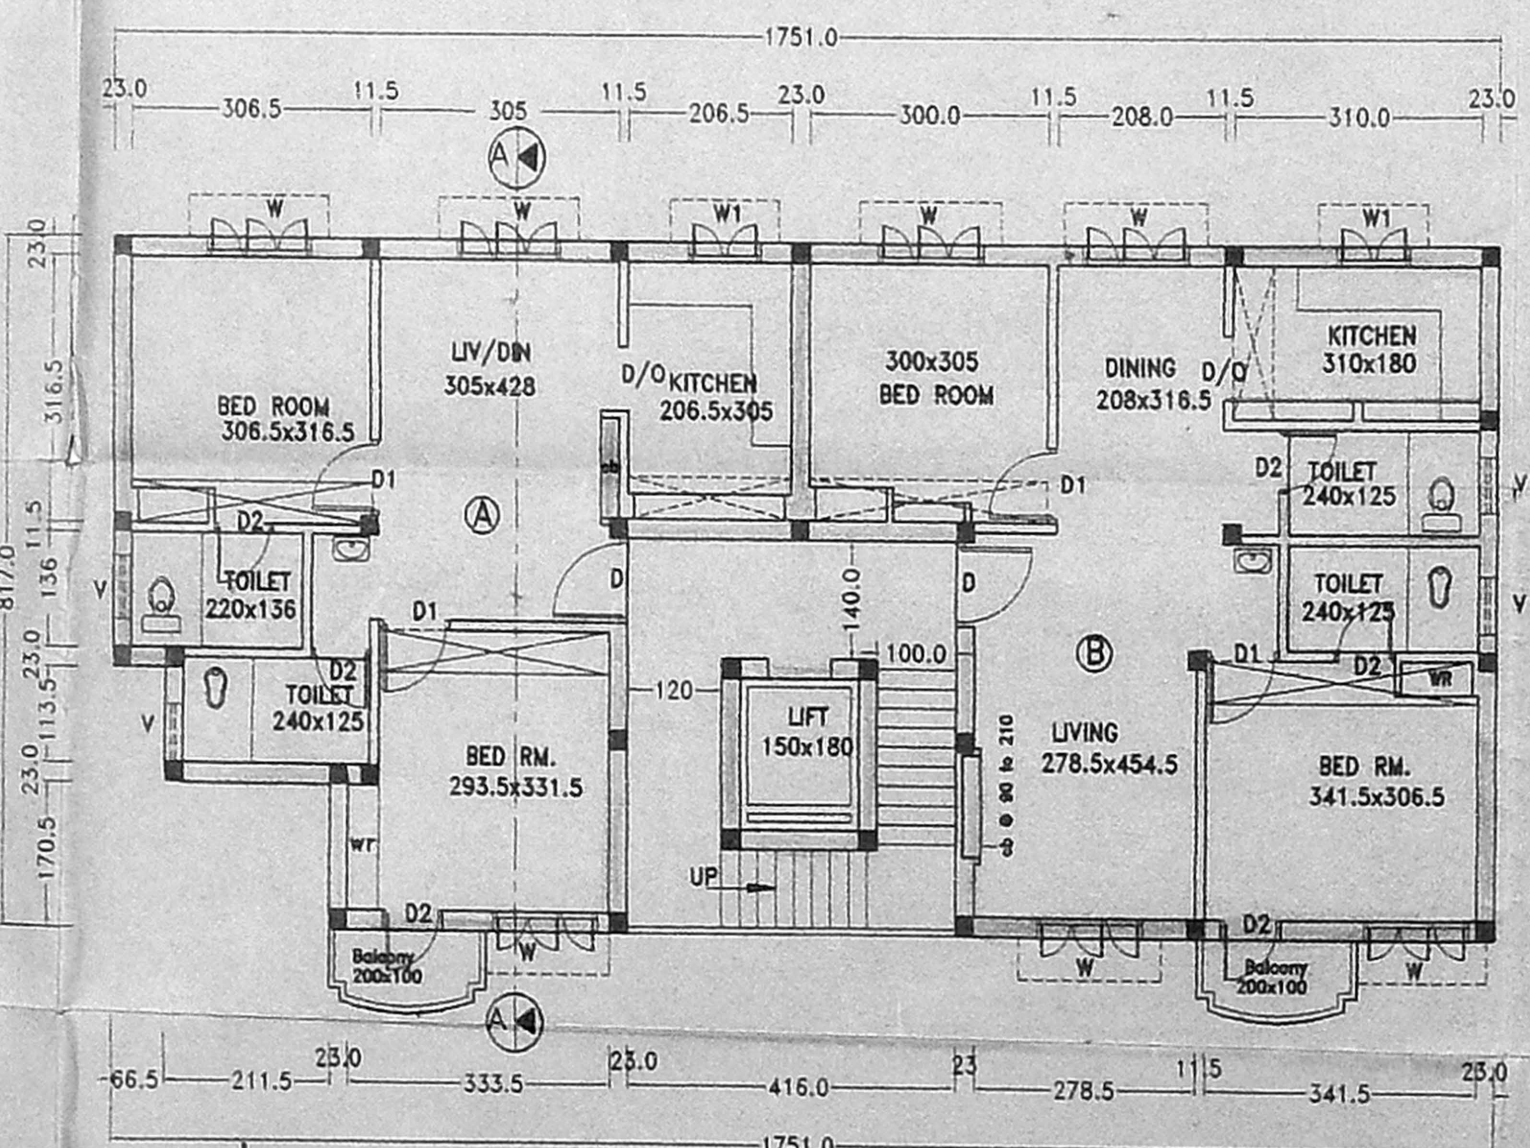 1751.0
23.0
11.5
11.5
23.0
11.5
11.5
23.0
306.5
305
206.5
300.0
208.0
310.0
A
W
W
W1
W
W
W1
23.0
316.5
11.5
136
23.0
113.5
23.0
170.5
817.0
LIV/DIN
305x428
D/O
KITCHEN
206.5x305
300x305
BED ROOM
DINING
208x316.5
D/O
KITCHEN
310x180
BED ROOM
306.5x316.5
D1
D2
A
D1
D2
TOILET
240x125
V
V
TOILET
220x136
D1
D
140.0
D
TOILET
240x125
V
D2
TOILET
240x125
V
120
100.0
B
D1
D2
WR
LIFT
150x180
LIVING
278.5x454.5
BED RM.
293.5x331.5
BED RM.
341.5x306.5
wr
UP
D2
W
Balcony
200x100
W
D2
Balcony
200x100
W
A
23.0
23.0
23
11.5
23.0
66.5
211.5
333.5
416.0
278.5
341.5
1751.0